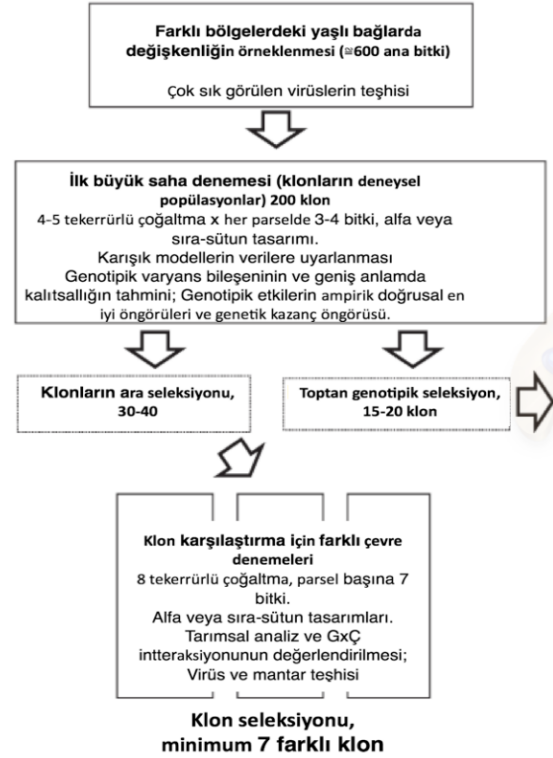 Farklı bölgelerdeki yaşlı bağlarda
değişkenliğin örneklenmesi (≅600 ana bitki)
Çok sık görülen virüslerin teşhisi
İlk büyük saha denemesi (klonların deneysel
popülasyonlar) 200 klon
4-5 tekerrürlü çoğaltma x her parselde 3-4 bitki, alfa veya
sıra-sütun tasarımı.
Karışık modellerin verilere uyarlanması
Genotipik varyans bileşeninin ve geniş anlamda
kalıtsallığın tahmini; Genotipik etkilerin ampirik doğrusal en
iyi öngörüleri ve genetik kazanç öngörüsü.
Klonların ara seleksiyonu,
30-40
Toptan genotipik seleksiyon,
15-20 klon
Klon karşılaştırma için farklı çevre
denemeleri
8 tekerrürlü çoğaltma, parsel başına 7
bitki.
Alfa veya sıra-sütun tasarımları.
Tarımsal analiz ve GxÇ
intteraksiyonunun değerlendirilmesi;
Virüs ve mantar teşhisi
Klon seleksiyonu,
minimum 7 farklı klon